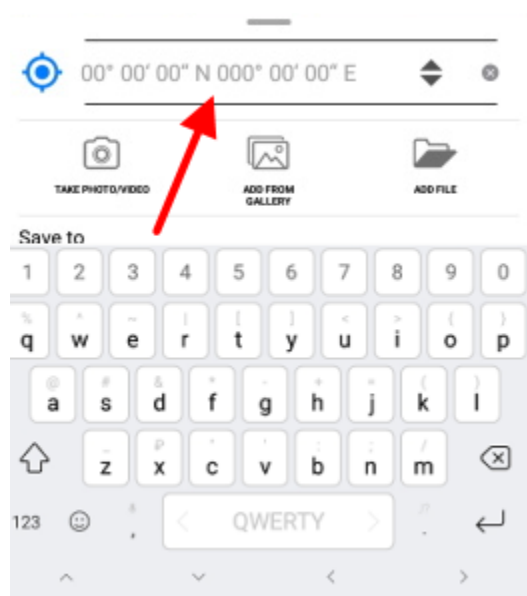 00° 00‘ 00“ N 000° 00‘ 00“ E
TAKE PHOTO/VIDEO
ADD FROM
GALLERY
ADD FILE
Save to
1 2 3 4 5 6 7 8 9 0
% ^ ~ | [ ] < > { }
q w e r t y u i o p
@ # & * - + = ( )
a s d f g h j k l
z x c v b n m
123 , QWERTY .